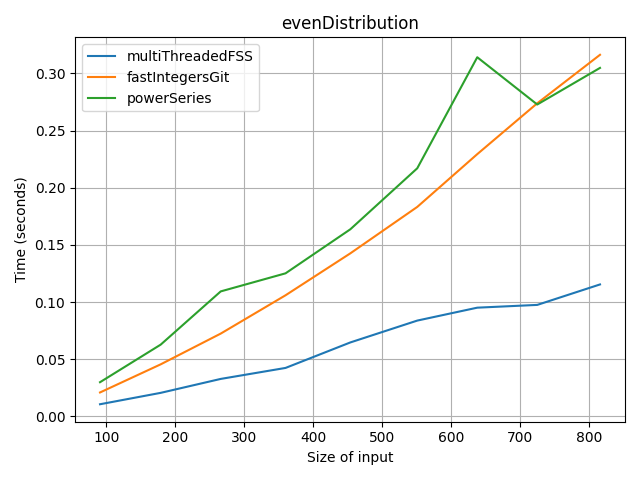 evenDistribution
multiThreadedFSS
fastIntegersGit
powerSeries
0.30
0.25
0.20
0.15
0.10
0.05
0.00
Time (seconds)
100 200 300 400 500 600 700 800
Size of input